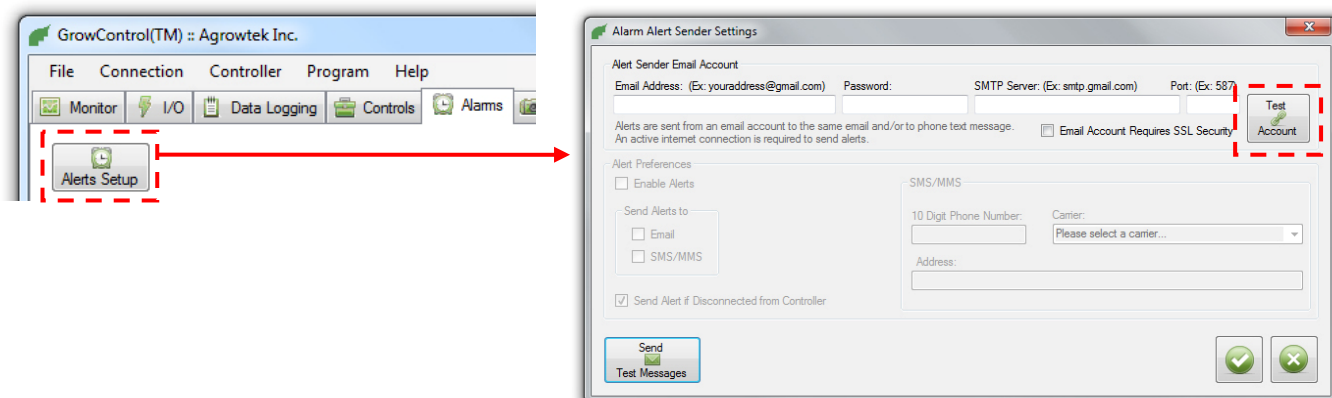 GrowControl(TM) :: Agrowtek Inc.
File Connection Controller Program Help
Monitor I/O Data Logging Controls Alarms
Alerts Setup
Alarm Alert Sender Settings
Alert Sender Email Account
Email Address: (Ex: youraddress@gmail.com) Password: SMTP Server: (Ex: smtp.gmail.com) Port: (Ex: 587)
Alerts are sent from an email account to the same email and/or to phone text message.
An active internet connection is required to send alerts.
Email Account Requires SSL Security
Test
Account
Alert Preferences
Enable Alerts
Send Alerts to
Email
SMS/MMS
Send Alert if Disconnected from Controller
SMS/MMS
10 Digit Phone Number: Carrier:
Please select a carrier...
Address:
Send
Test Messages